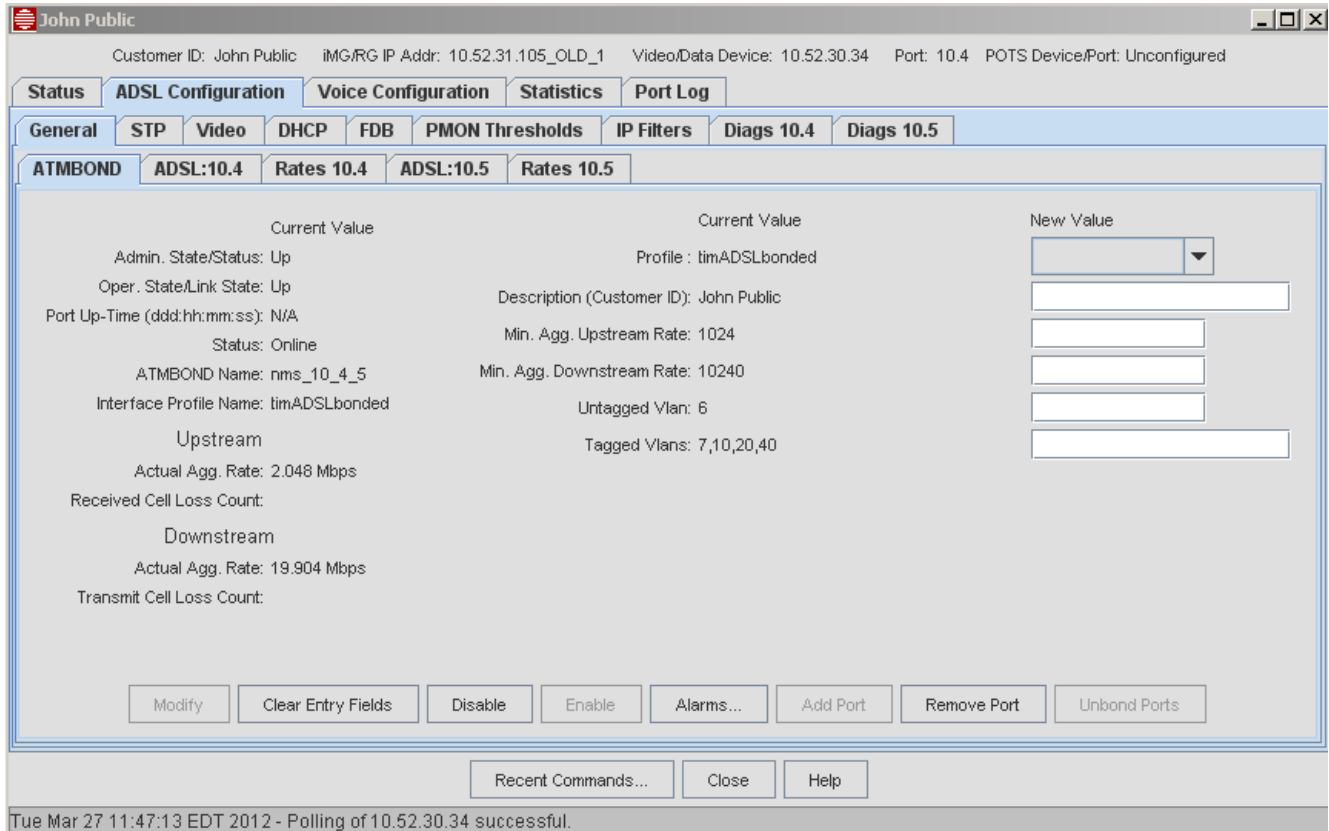 John Public
Customer ID: John Public iMG/RG IP Addr: 10.52.31.105_OLD_1 Video/Data Device: 10.52.30.34 Port: 10.4 POTS Device/Port: Unconfigured
Status ADSL Configuration Voice Configuration Statistics Port Log
General STP Video DHCP FDB PMON Thresholds IP Filters Diags 10.4 Diags 10.5
ATMBOND ADSL:10.4 Rates 10.4 ADSL:10.5 Rates 10.5
Current Value
Admin. State/Status: Up
Oper. State/Link State: Up
Port Up-Time (ddd:hh:mm:ss): N/A
Status: Online
ATMBOND Name: nms_10_4_5
Interface Profile Name: timADSLbonded
Upstream
Actual Agg. Rate: 2.048 Mbps
Received Cell Loss Count:
Downstream
Actual Agg. Rate: 19.904 Mbps
Transmit Cell Loss Count:
Current Value New Value
Profile : timADSLbonded
Description (Customer ID): John Public
Min. Agg. Upstream Rate: 1024
Min. Agg. Downstream Rate: 10240
Untagged Vlan: 6
Tagged Vlans: 7,10,20,40
Modify Clear Entry Fields Disable Enable Alarms... Add Port Remove Port Unbond Ports
Recent Commands... Close Help
Tue Mar 27 11:47:13 EDT 2012 - Polling of 10.52.30.34 successful.